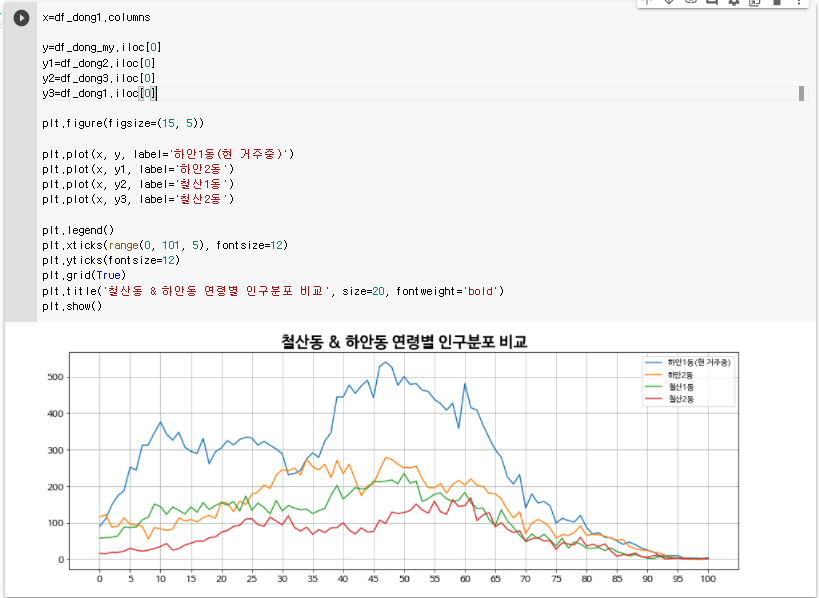 x=df_dong1.columns
y=df_dong_my.iloc[0]
y1=df_dong2.iloc[0]
y2=df_dong3.iloc[0]
y3=df_dong1.iloc[0]
plt.figure(figsize=(15, 5))
plt.plot(x, y, label='하안1동(현 거주중)')
plt.plot(x, y1, label='하안2동')
plt.plot(x, y2, label='철산1동')
plt.plot(x, y3, label='철산2동')
plt.legend()
plt.xticks(range(0, 101, 5), fontsize=12)
plt.yticks(fontsize=12)
plt.grid(True)
plt.title('철산동 & 하안동 연령별 인구분포 비교', size=20, fontweight='bold')
plt.show()
철산동 & 하안동 연령별 인구분포 비교
하안1동(현 거주중)
하안2동
철산1동
철산2동
500
400
300
200
100
0
0 5 10 15 20 25 30 35 40 45 50 55 60 65 70 75 80 85 90 95 100